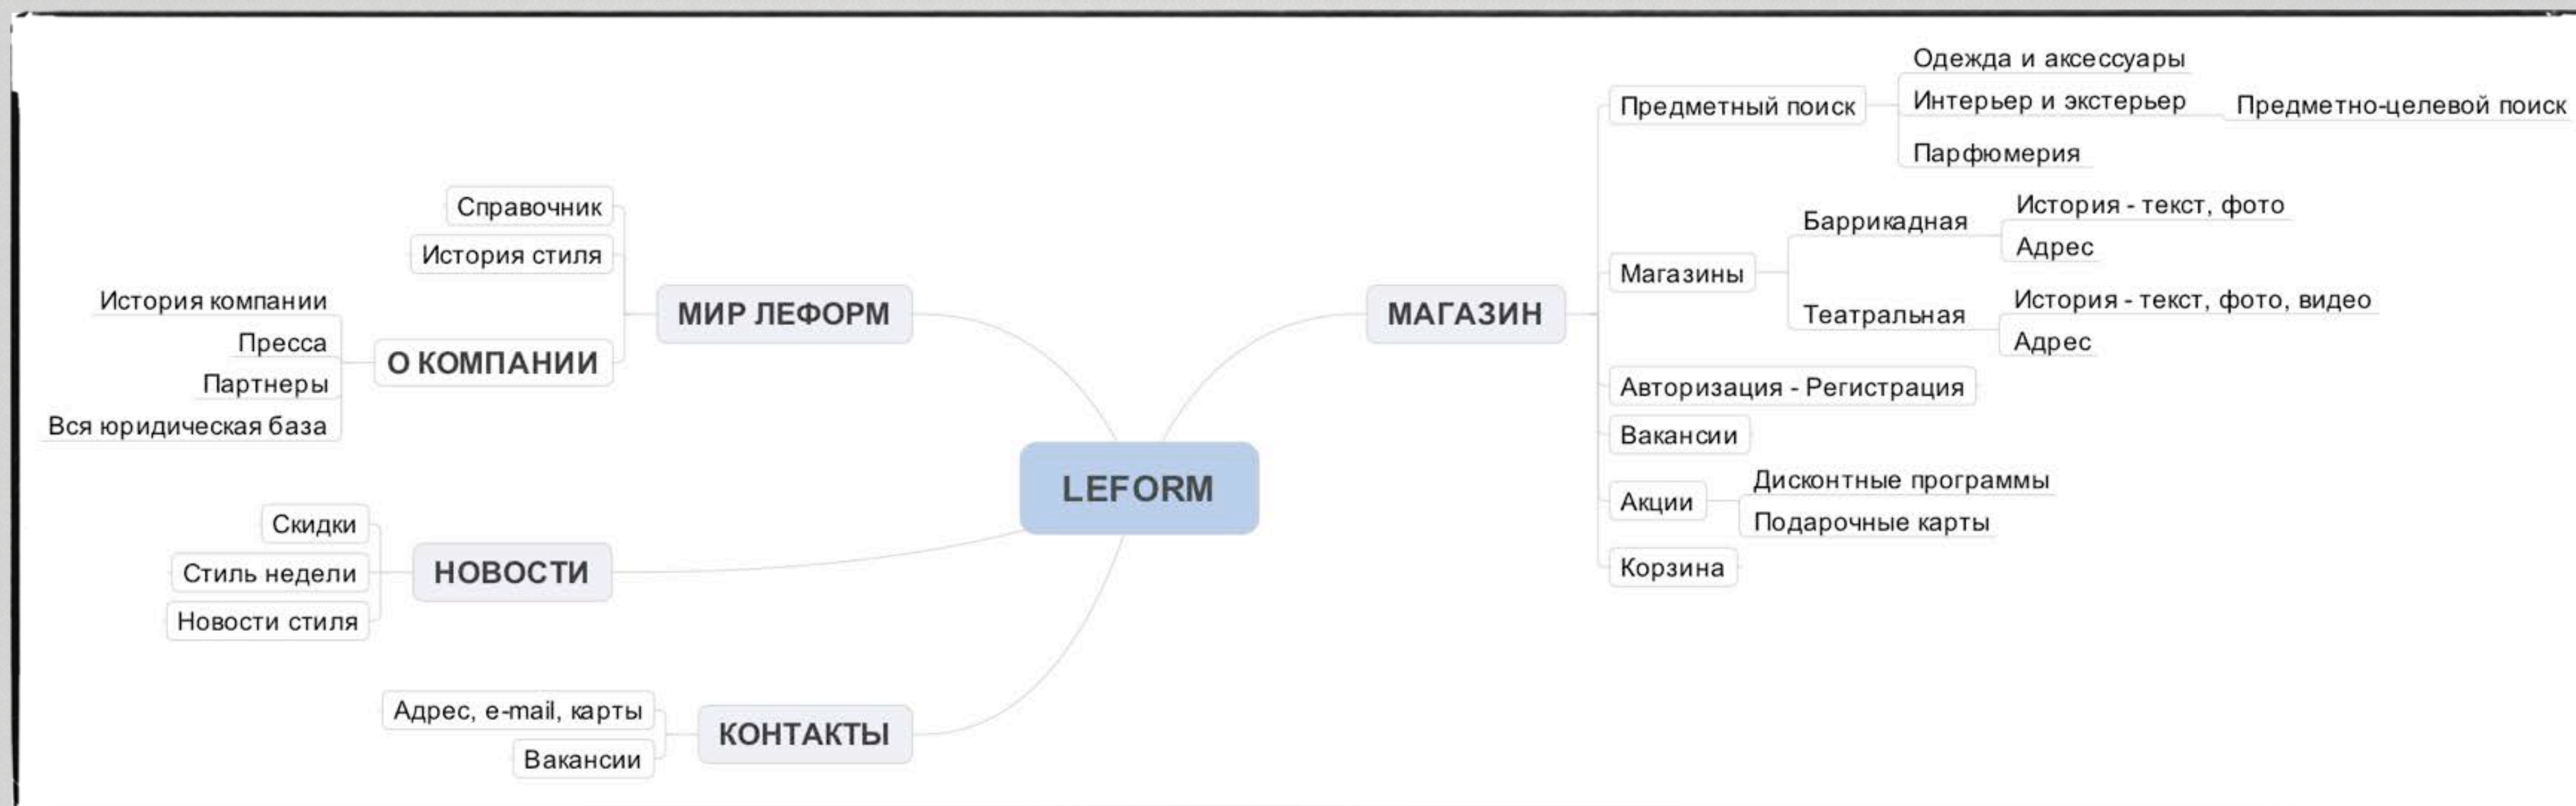 LEFORM
МИР ЛЕФОРМ
Справочник
История стиля
О КОМПАНИИ
История компании
Пресса
Партнеры
Вся юридическая база
НОВОСТИ
Скидки
Стиль недели
Новости стиля
КОНТАКТЫ
Адрес, e-mail, карты
Вакансии
МАГАЗИН
Предметный поиск
Одежда и аксессуары
Интерьер и экстерьер
Предметно-целевой поиск
Парфюмерия
Магазины
Баррикадная
История - текст, фото
Адрес
Театральная
История - текст, фото, видео
Адрес
Авторизация - Регистрация
Вакансии
Акции
Дисконтные программы
Подарочные карты
Корзина